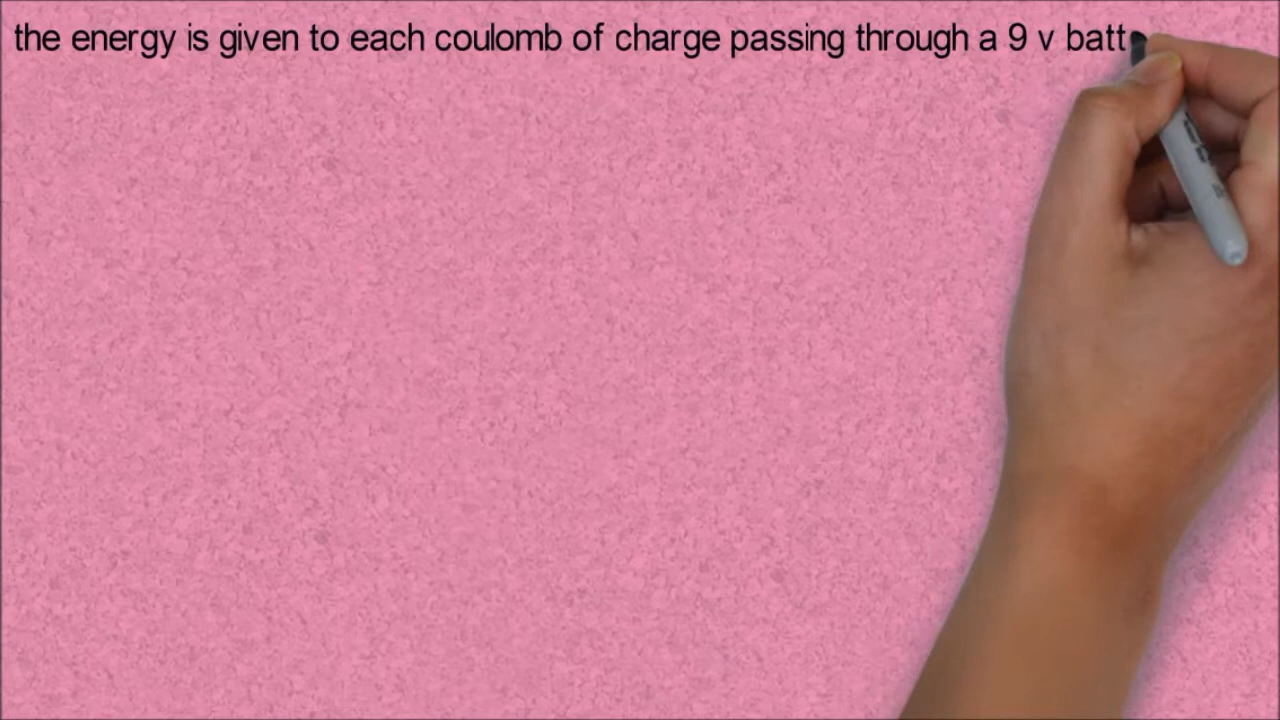 the energy is given to each coulomb of charge passing through a 9 v batt